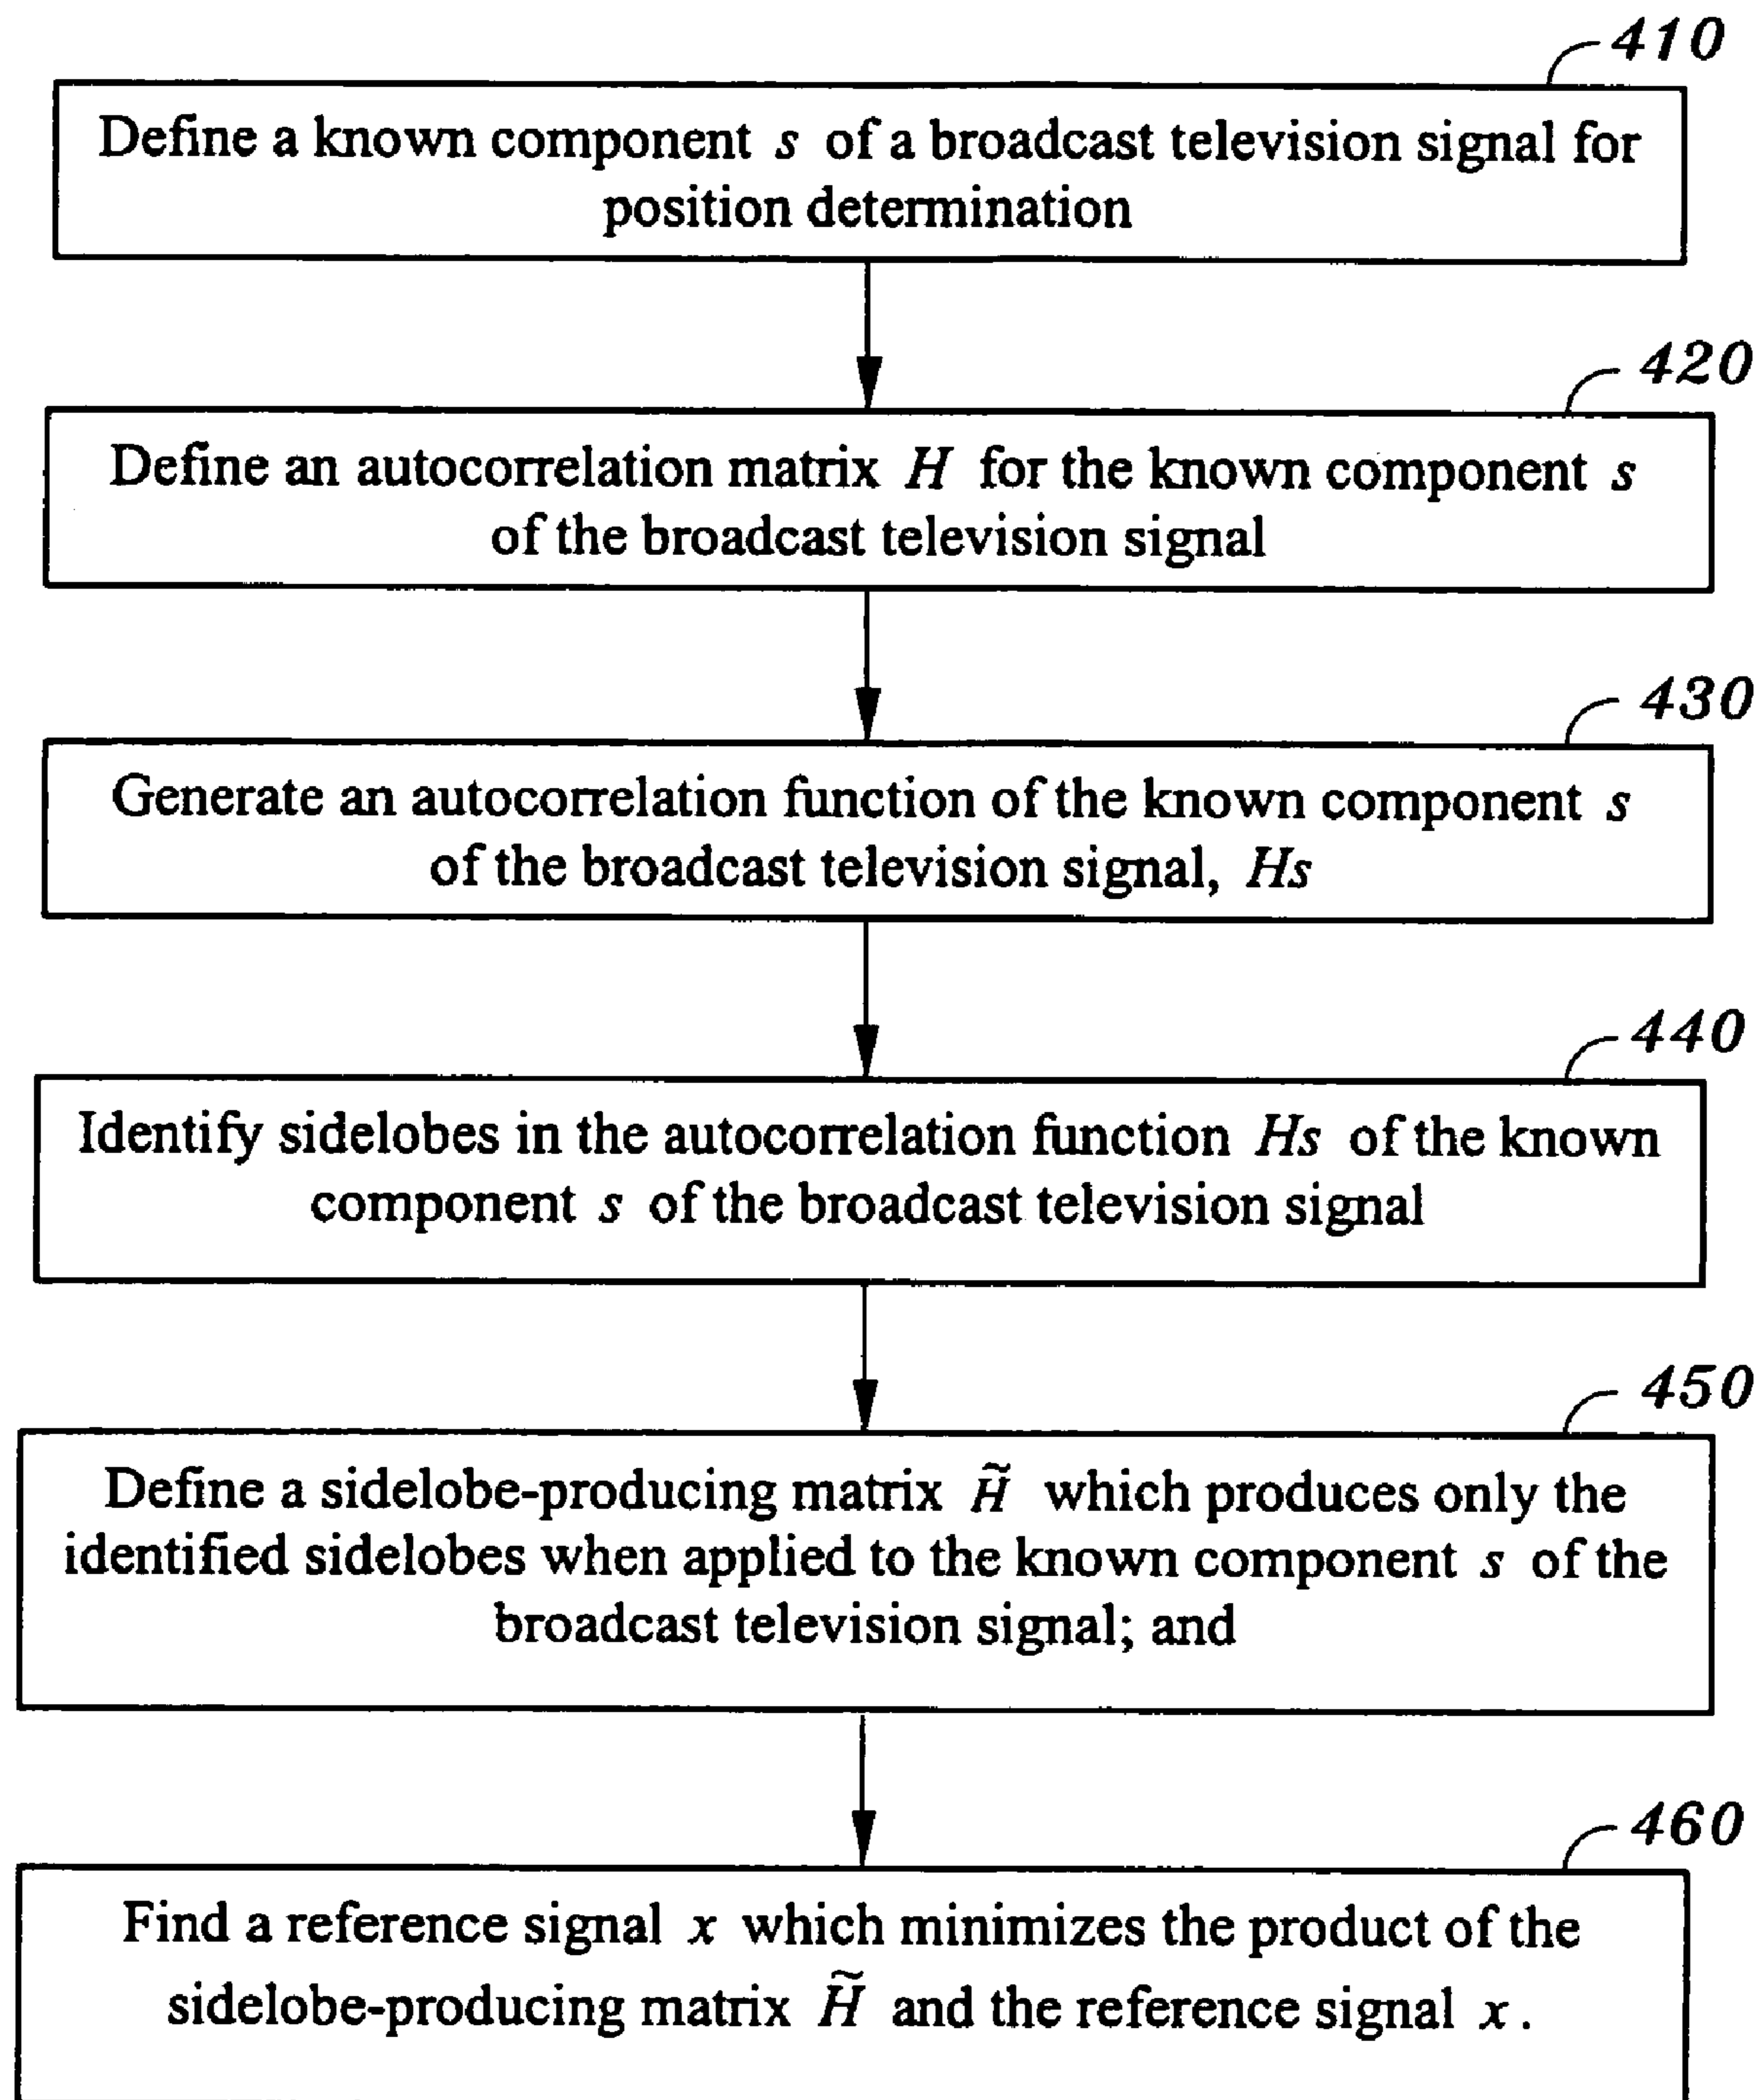 410
Define a known component s of a broadcast television signal for
position determination
420
Define an autocorrelation matrix H for the known component s
of the broadcast television signal
430
Generate an autocorrelation function of the known component s
of the broadcast television signal, Hs
440
Identify sidelobes in the autocorrelation function Hs of the known
component s of the broadcast television signal
450
Define a sidelobe-producing matrix H̃ which produces only the
identified sidelobes when applied to the known component s of the
broadcast television signal; and
460
Find a reference signal x which minimizes the product of the
sidelobe-producing matrix H̃ and the reference signal x.